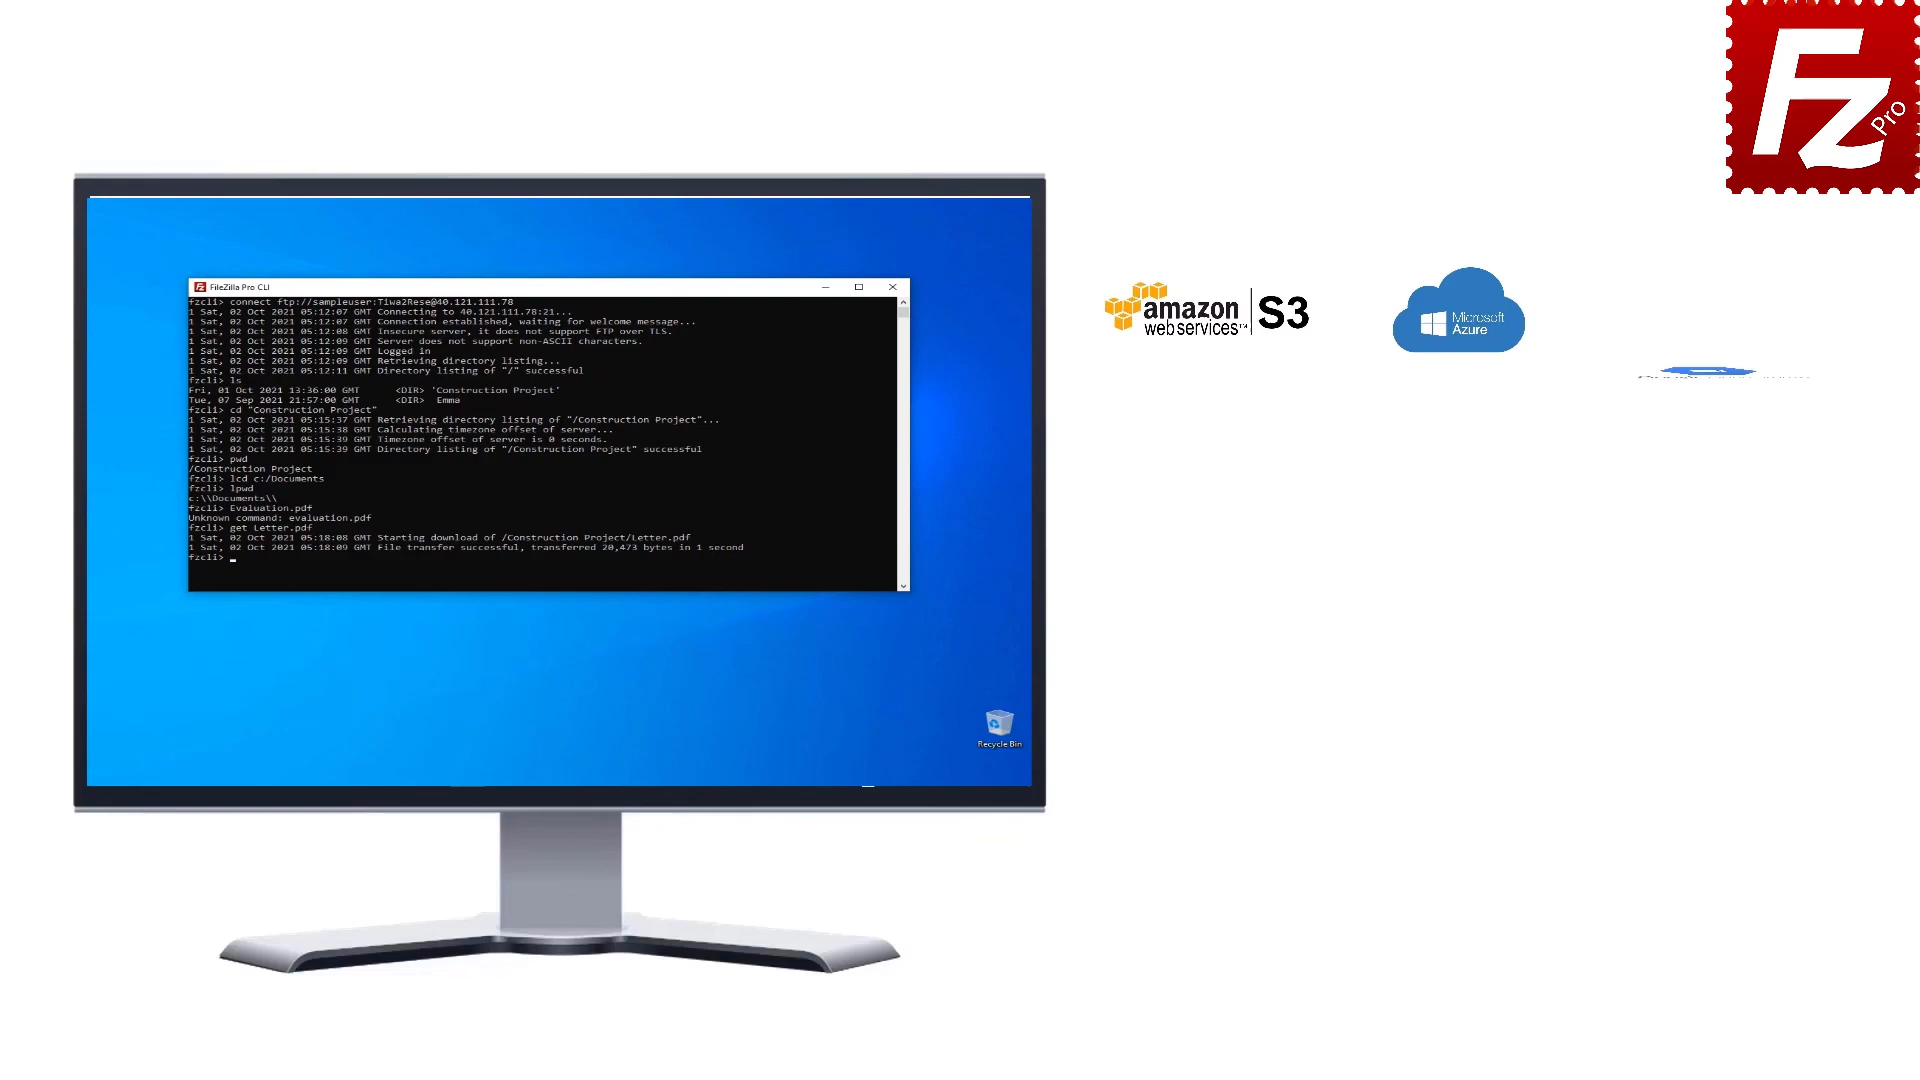 Fz Pro
FileZilla Pro CLI
fzcli> connect ftp://sampleuser:Tiwa2Rese@40.121.111.78
1 Sat, 02 Oct 2021 05:12:07 GMT Connecting to 40.121.111.78:21...
1 Sat, 02 Oct 2021 05:12:07 GMT Connection established, waiting for welcome message...
1 Sat, 02 Oct 2021 05:12:08 GMT Insecure server, it does not support FTP over TLS.
1 Sat, 02 Oct 2021 05:12:09 GMT Server does not support non-ASCII characters.
1 Sat, 02 Oct 2021 05:12:09 GMT Logged in
1 Sat, 02 Oct 2021 05:12:09 GMT Retrieving directory listing...
1 Sat, 02 Oct 2021 05:12:11 GMT Directory listing of "/" successful
fzcli> ls
Fri, 01 Oct 2021 13:36:00 GMT <DIR> 'Construction Project'
Tue, 07 Sep 2021 21:57:00 GMT <DIR> Emma
fzcli> cd "Construction Project"
1 Sat, 02 Oct 2021 05:15:37 GMT Retrieving directory listing of "/Construction Project"...
1 Sat, 02 Oct 2021 05:15:38 GMT Calculating timezone offset of server...
1 Sat, 02 Oct 2021 05:15:39 GMT Timezone offset of server is 0 seconds.
1 Sat, 02 Oct 2021 05:15:39 GMT Directory listing of "/Construction Project" successful
fzcli> pwd
/Construction Project
fzcli> lcd c:/Documents
fzcli> lpwd
c:\\Documents\\
fzcli> Evaluation.pdf
Unknown command: evaluation.pdf
fzcli> get Letter.pdf
1 Sat, 02 Oct 2021 05:18:08 GMT Starting download of /Construction Project/Letter.pdf
1 Sat, 02 Oct 2021 05:18:09 GMT File transfer successful, transferred 20,473 bytes in 1 second
fzcli>
Recycle Bin
amazon
web services™
S3
Microsoft
Azure